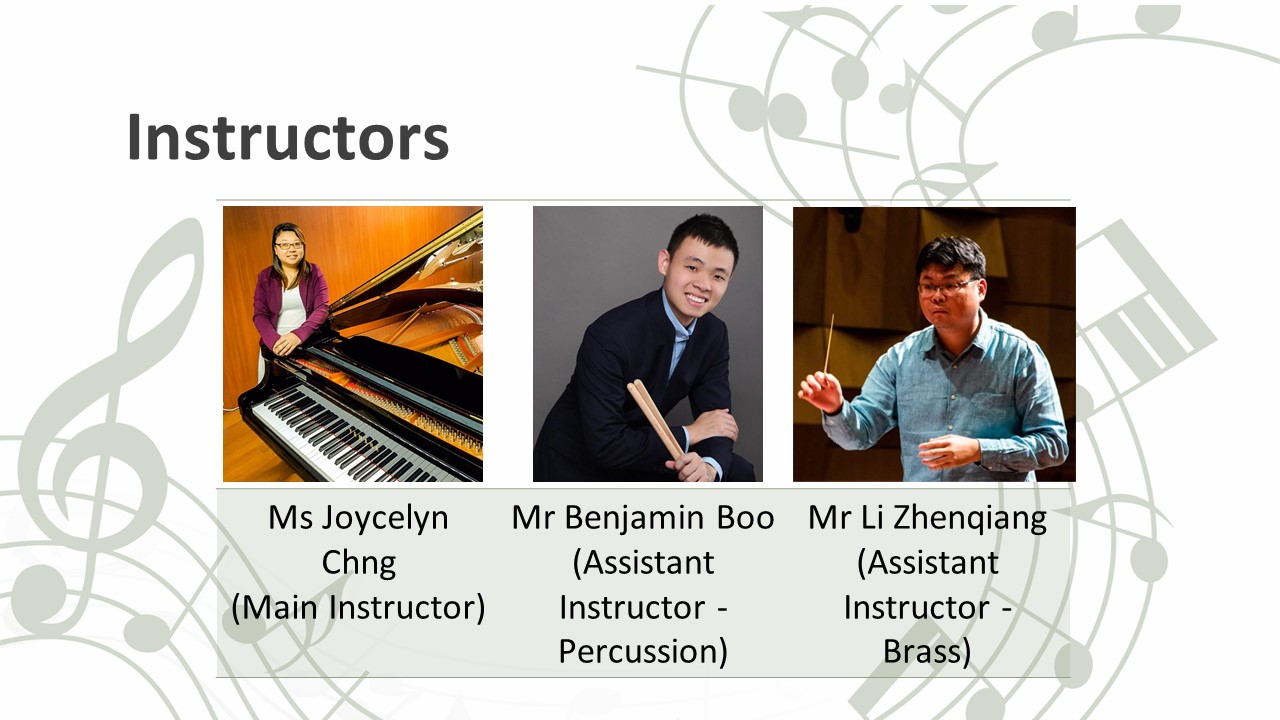 Instructors
Ms Joycelyn
Chng
(Main Instructor)
Mr Benjamin Boo
(Assistant
Instructor -
Percussion)
Mr Li Zhenqiang
(Assistant
Instructor -
Brass)